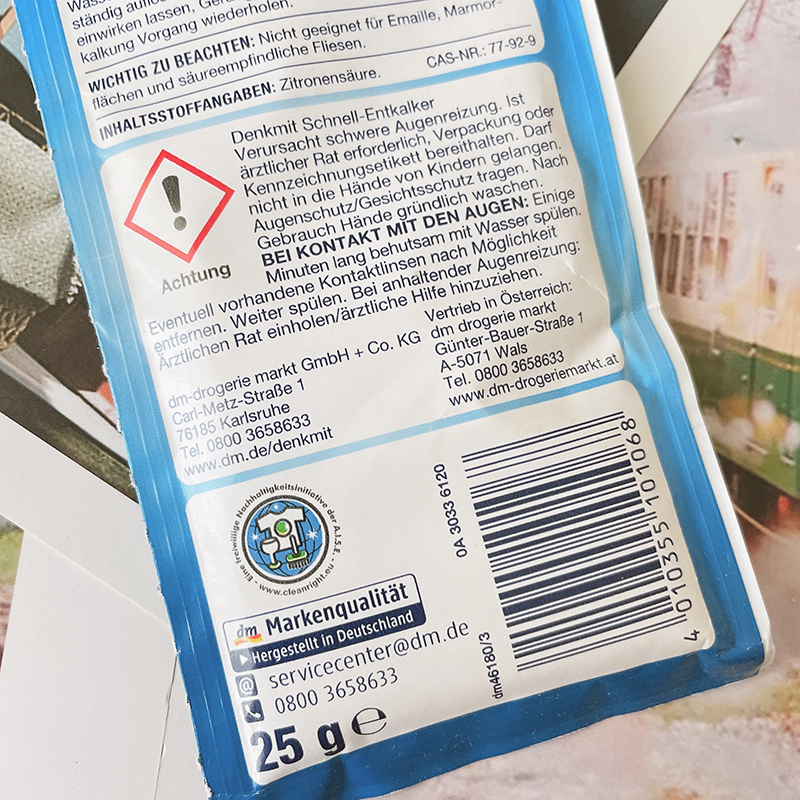 ständig
einwirken lassen,
kalkung Vorgang wiederholen.
WICHTIG ZU BEACHTEN: Nicht geeignet für Emaille, Marmor-
flächen und säureempfindliche Fliesen.
INHALTSSTOFFANGABEN: Zitronensäure.
CAS-NR.: 77-92-9
Denkmit Schnell-Entkalker
Verursacht schwere Augenreizung. Ist
ärztlicher Rat erforderlich, Verpackung oder
Kennzeichnungsetikett bereithalten. Darf
nicht in die Hände von Kindern gelangen.
Augenschutz/Gesichtsschutz tragen. Nach
Gebrauch Hände gründlich waschen.
BEI KONTAKT MIT DEN AUGEN: Einige
Minuten lang behutsam mit Wasser spülen.
Eventuell vorhandene Kontaktlinsen nach Möglichkeit
entfernen. Weiter spülen. Bei anhaltender Augenreizung:
Ärztlichen Rat einholen/ärztliche Hilfe hinzuziehen.
Achtung
dm-drogerie markt GmbH + Co. KG
Carl-Metz-Straße 1
76185 Karlsruhe
Tel. 0800 3658633
www.dm.de/denkmit
Vertrieb in Österreich:
dm drogerie markt
Günter-Bauer-Straße 1
A-5071 Wals
Tel. 0800 3658633
www.dm-drogeriemarkt.at
Eine freiwillige Nachhaltigkeitsinitiative der A.I.S.E. - www.cleanright.eu -
0A 3033 6120
4 010355 101068
dm46180/3
dm Markenqualität
Hergestellt in Deutschland
@ servicecenter@dm.de
0800 3658633
25 g ℮